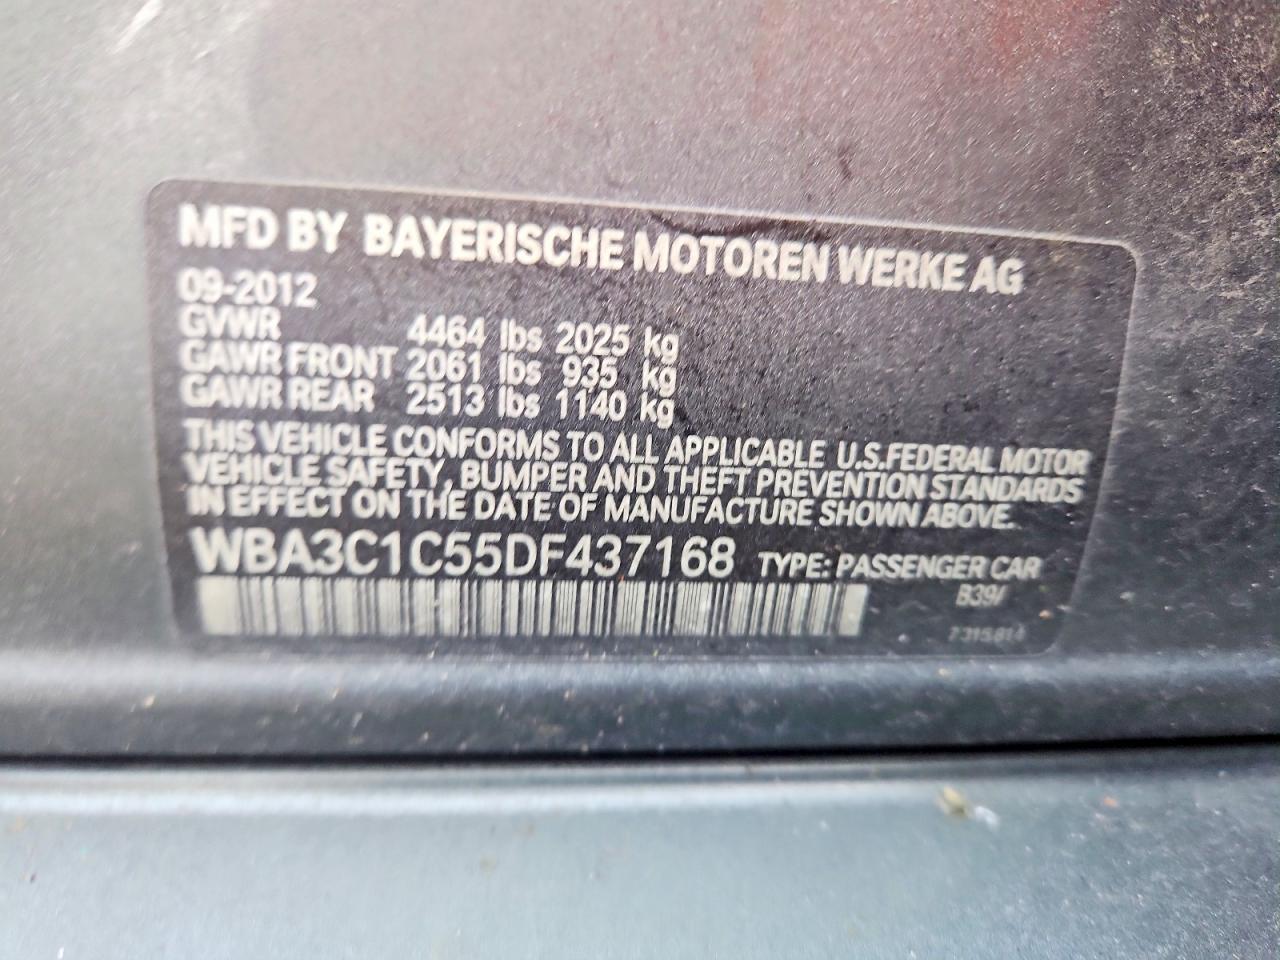 MFD BY BAYERISCHE MOTOREN WERKE AG
09-2012
GVWR 4464 lbs 2025 kg
GAWR FRONT 2061 lbs 935 kg
GAWR REAR 2513 lbs 1140 kg
THIS VEHICLE CONFORMS TO ALL APPLICABLE U.S.FEDERAL MOTOR
VEHICLE SAFETY, BUMPER AND THEFT PREVENTION STANDARDS
IN EFFECT ON THE DATE OF MANUFACTURE SHOWN ABOVE.
WBA3C1C55DF437168 TYPE: PASSENGER CAR
B39/